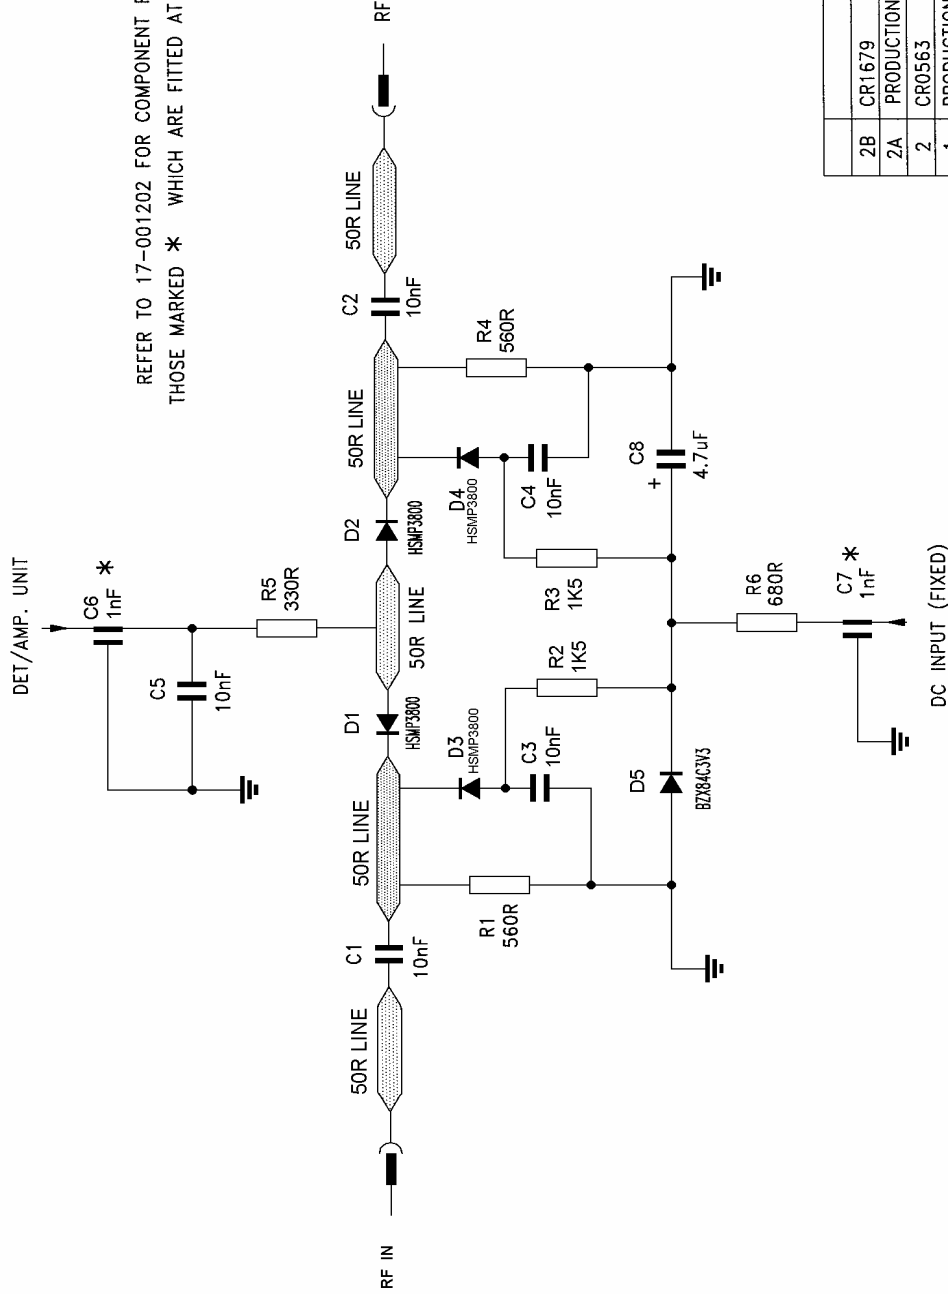 REFER TO 17-001202 FOR COMPONENT
THOSE MARKED * WHICH ARE FITTED AT
DET/AMP. UNIT
C6
1nF *
C5
10nF
R5
330R
RF IN
50R LINE
C1
10nF
50R LINE
D1
HSMP3800
50R LINE
D2
HSMP3800
50R LINE
C2
10nF
50R LINE
RF
R1
560R
D3
HSMP3800
C3
10nF
R2
1K5
R3
1K5
D4
HSMP3800
C4
10nF
R4
560R
D5
BZX84C3V3
C8
+
4.7uF
R6
680R
C7 *
1nF
DC INPUT (FIXED)
2B CR1679
2A PRODUCTION
2 CR0563